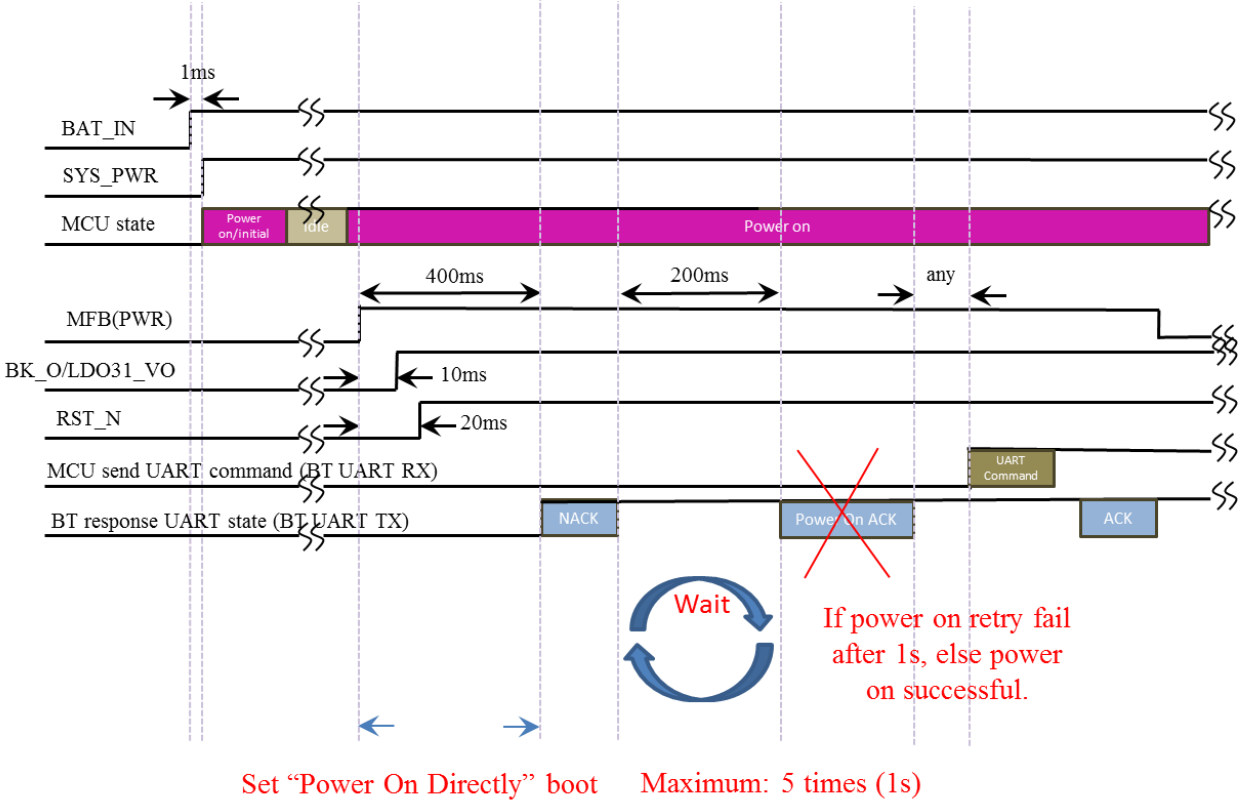 1ms
BAT_IN
SYS_PWR
MCU state
Power
on/initial
Idle
Power on
400ms
200ms
any
MFB(PWR)
BK_O/LDO31_VO
10ms
RST_N
20ms
MCU send UART command (BT UART RX)
UART
Command
BT response UART state (BT UART TX)
NACK
Power On ACK
ACK
Wait
If power on retry fail
after 1s, else power
on successful.
Set “Power On Directly” boot
Maximum: 5 times (1s)